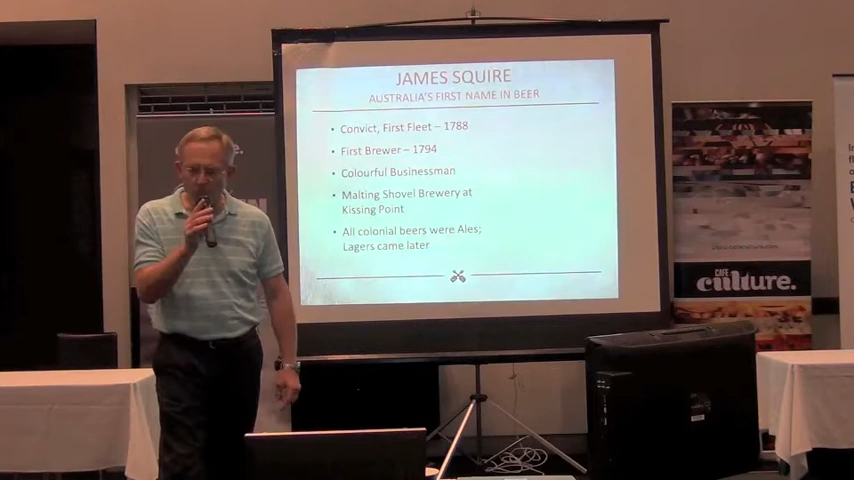 JAMES SQUIRE
AUSTRALIA'S FIRST NAME IN BEER
• Convict, First Fleet – 1788
• First Brewer – 1794
• Colourful Businessman
• Malting Shovel Brewery at
Kissing Point
• All colonial beers were Ales;
Lagers came later
CAFE
culture.